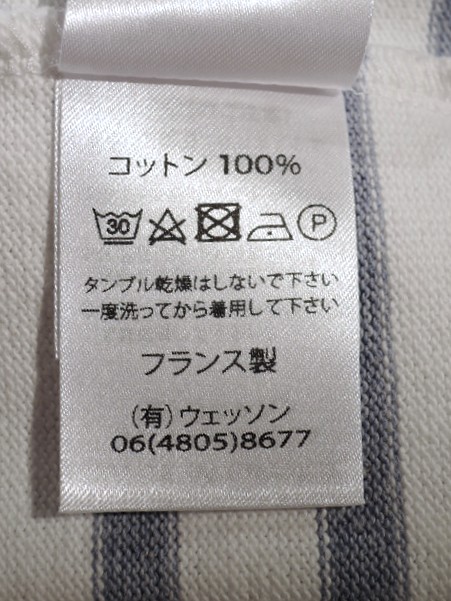 コットン 100%
30 P
タンブル乾燥はしないで下さい
一度洗ってから着用して下さい
フランス製
(有)ウェッソン
06(4805)8677